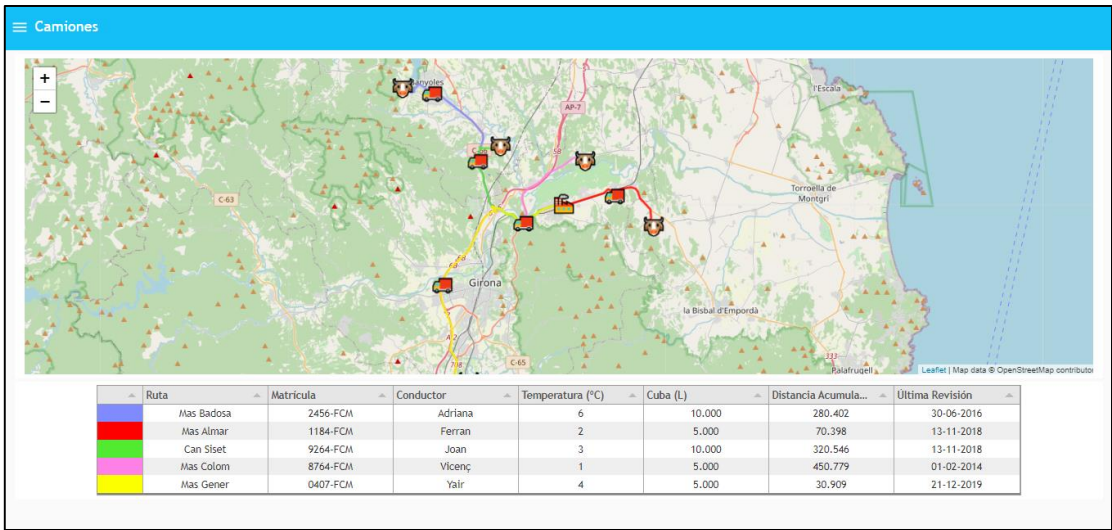 Camiones
+
−
anyoles
l'Escala
AP-7
C-66
C-63
Torroella de
Montgrí
Girona
la Bisbal d'Empordà
C-65
333
Palafrugell
Leaflet | Map data © OpenStreetMap contributo
Ruta Matrícula Conductor Temperatura (ºC) Cuba (L) Distancia Acumula... Última Revisión
Mas Badosa 2456-FCM Adriana 6 10.000 280.402 30-06-2016
Mas Almar 1184-FCM Ferran 2 5.000 70.398 13-11-2018
Can Siset 9264-FCM Joan 3 10.000 320.546 13-11-2018
Mas Colom 8764-FCM Vicenç 1 5.000 450.779 01-02-2014
Mas Gener 0407-FCM Yair 4 5.000 30.909 21-12-2019